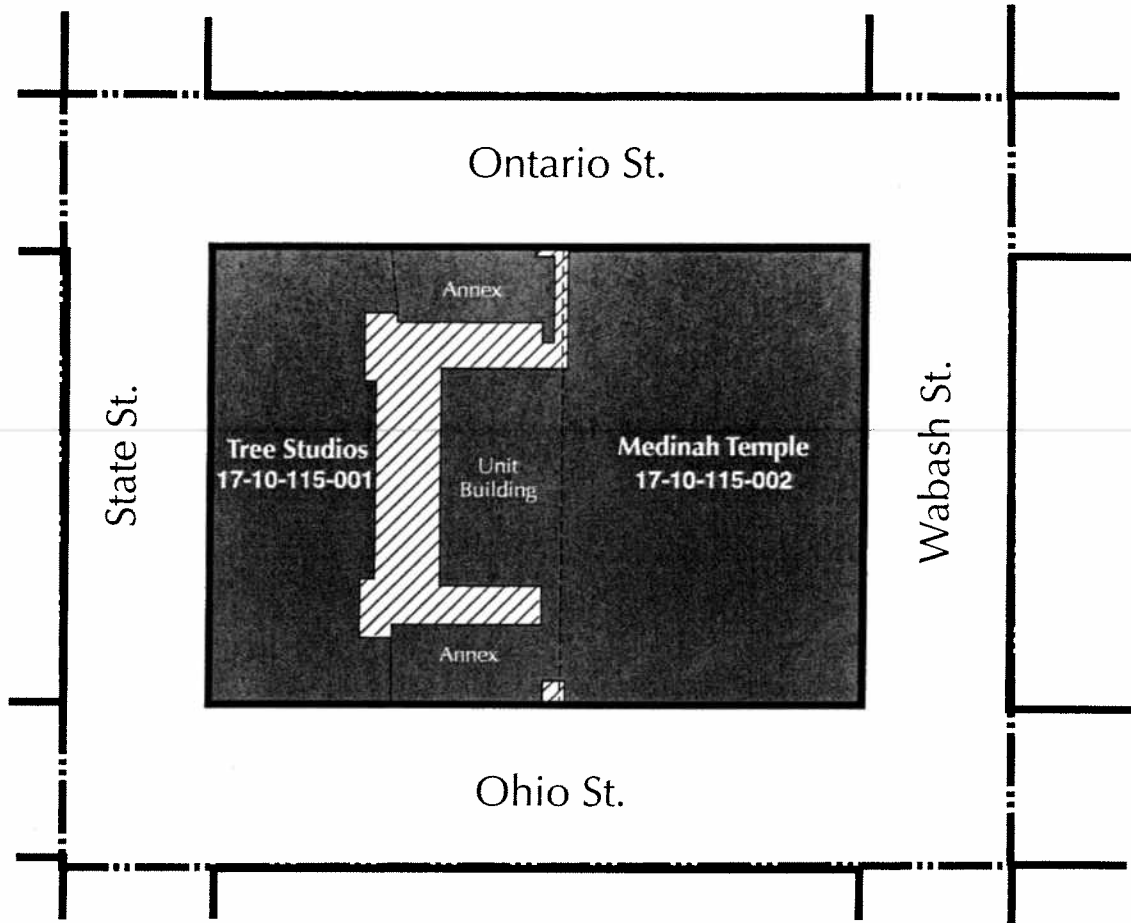 Ontario St.
Annex
State St.
Tree Studios
17-10-115-001
Unit
Building
Medinah Temple
17-10-115-002
Wabash St.
Annex
Ohio St.